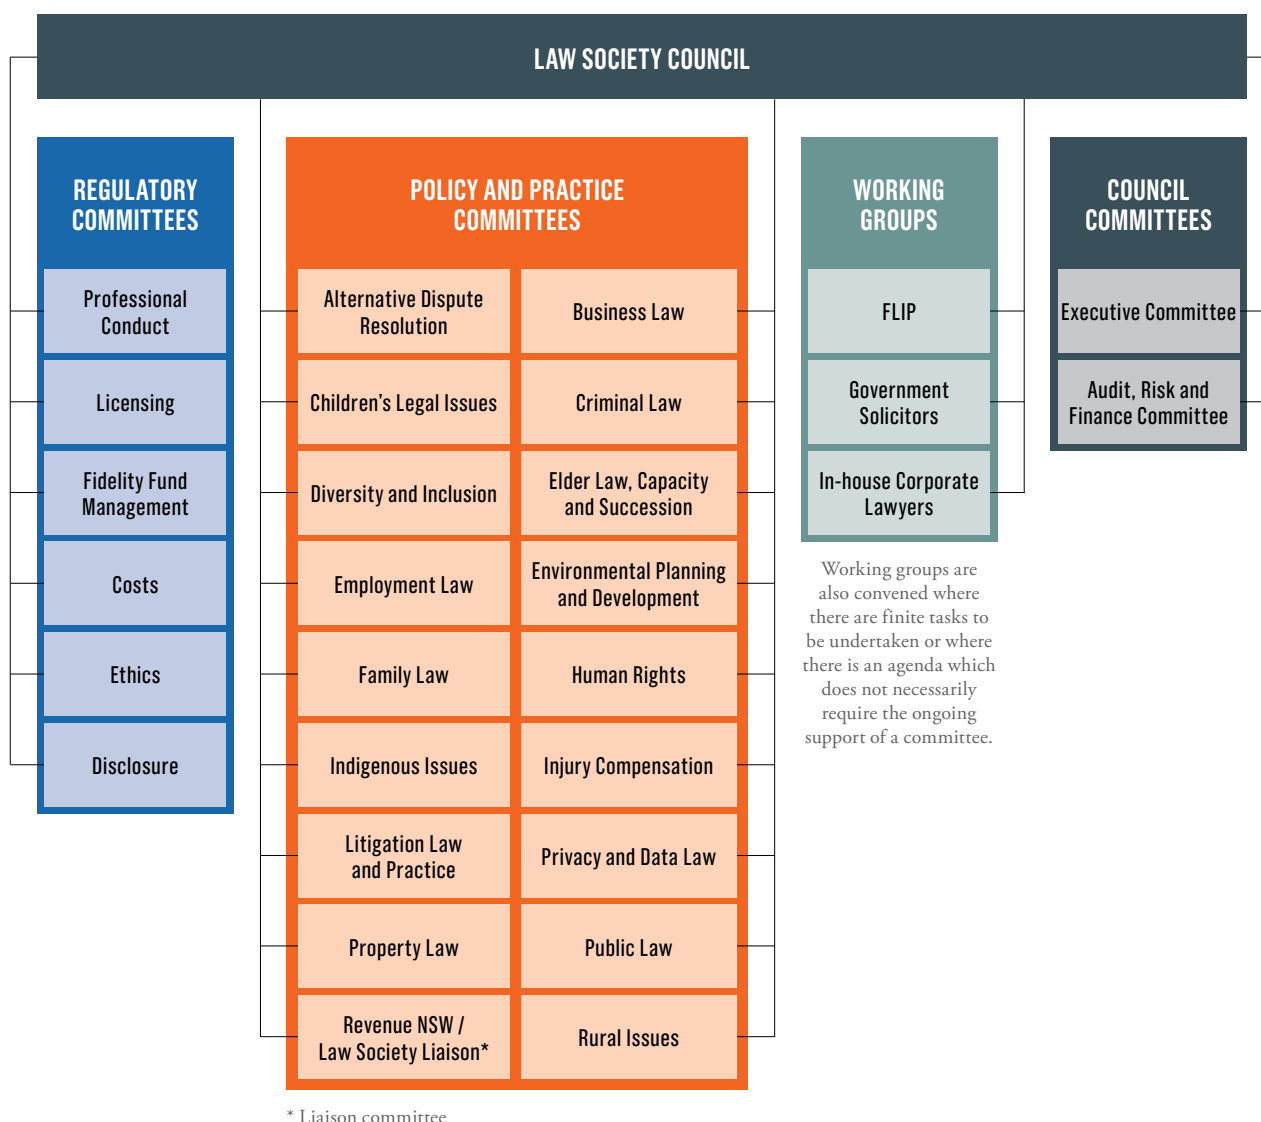 LAW SOCIETY COUNCIL
REGULATORY
COMMITTEES
Professional
Conduct
Licensing
Fidelity Fund
Management
Costs
Ethics
Disclosure
POLICY AND PRACTICE
COMMITTEES
Alternative Dispute
Resolution
Children’s Legal Issues
Diversity and Inclusion
Employment Law
Family Law
Indigenous Issues
Litigation Law
and Practice
Property Law
Revenue NSW /
Law Society Liaison*
Business Law
Criminal Law
Elder Law, Capacity
and Succession
Environmental Planning
and Development
Human Rights
Injury Compensation
Privacy and Data Law
Public Law
Rural Issues
* Liaison committee
WORKING
GROUPS
FLIP
Government
Solicitors
In-house Corporate
Lawyers
Working groups are
also convened where
there are finite tasks to
be undertaken or where
there is an agenda which
does not necessarily
require the ongoing
support of a committee.
COUNCIL
COMMITTEES
Executive Committee
Audit, Risk and
Finance Committee